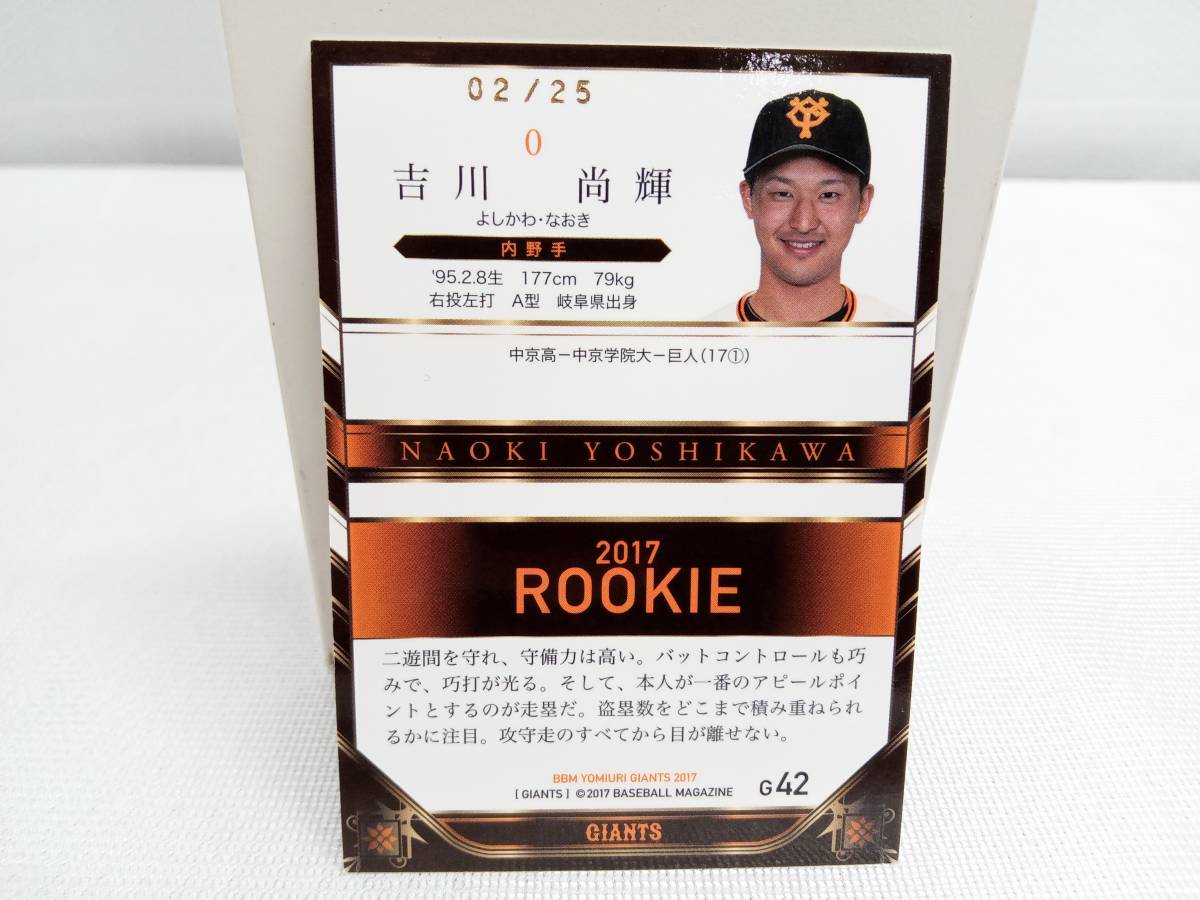 02/25
0
吉川 尚輝
よしかわ・なおき
内野手
'95.2.8生 177cm 79kg
右投左打 A型 岐阜県出身
中京高－中京学院大－巨人(17①)
NAOKI YOSHIKAWA
2017
ROOKIE
二遊間を守れ、守備力は高い。バットコントロールも巧
みで、巧打が光る。そして、本人が一番のアピールポイ
ントとするのが走塁だ。盗塁数をどこまで積み重ねられ
るかに注目。攻守走のすべてから目が離せない。
BBM YOMIURI GIANTS 2017
[GIANTS] ©2017 BASEBALL MAGAZINE
G42
GIANTS